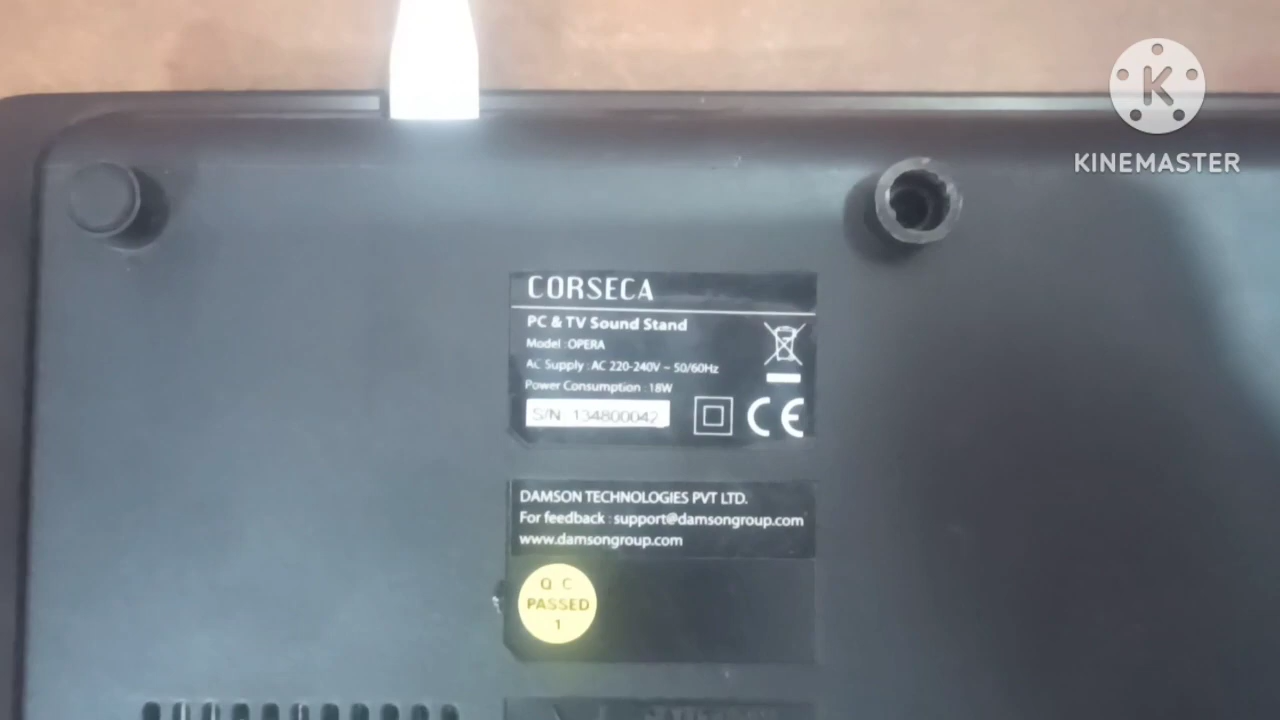 K
KINEMASTER
CORSECA
PC & TV Sound Stand
Model : OPERA
AC Supply : AC 220-240V ~ 50/60Hz
Power Consumption : 18W
S/N 134800042
CE
DAMSON TECHNOLOGIES PVT LTD.
For feedback : support@damsongroup.com
www.damsongroup.com
Q C
PASSED
1